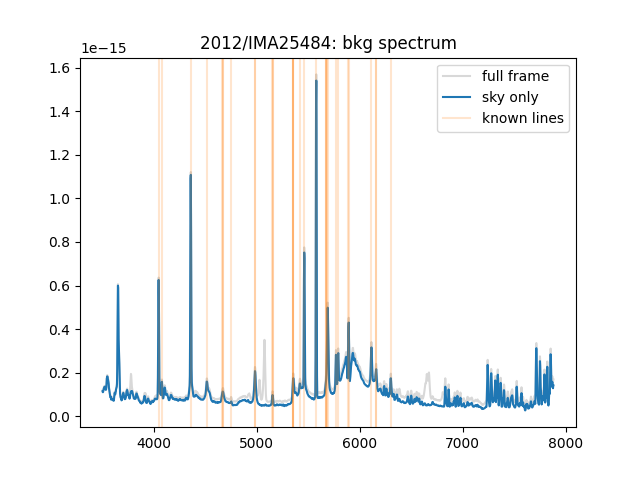 2012/IMA25484: bkg spectrum
1e−15
full frame
sky only
known lines
1.6
1.4
1.2
1.0
0.8
0.6
0.4
0.2
0.0
4000 5000 6000 7000 8000